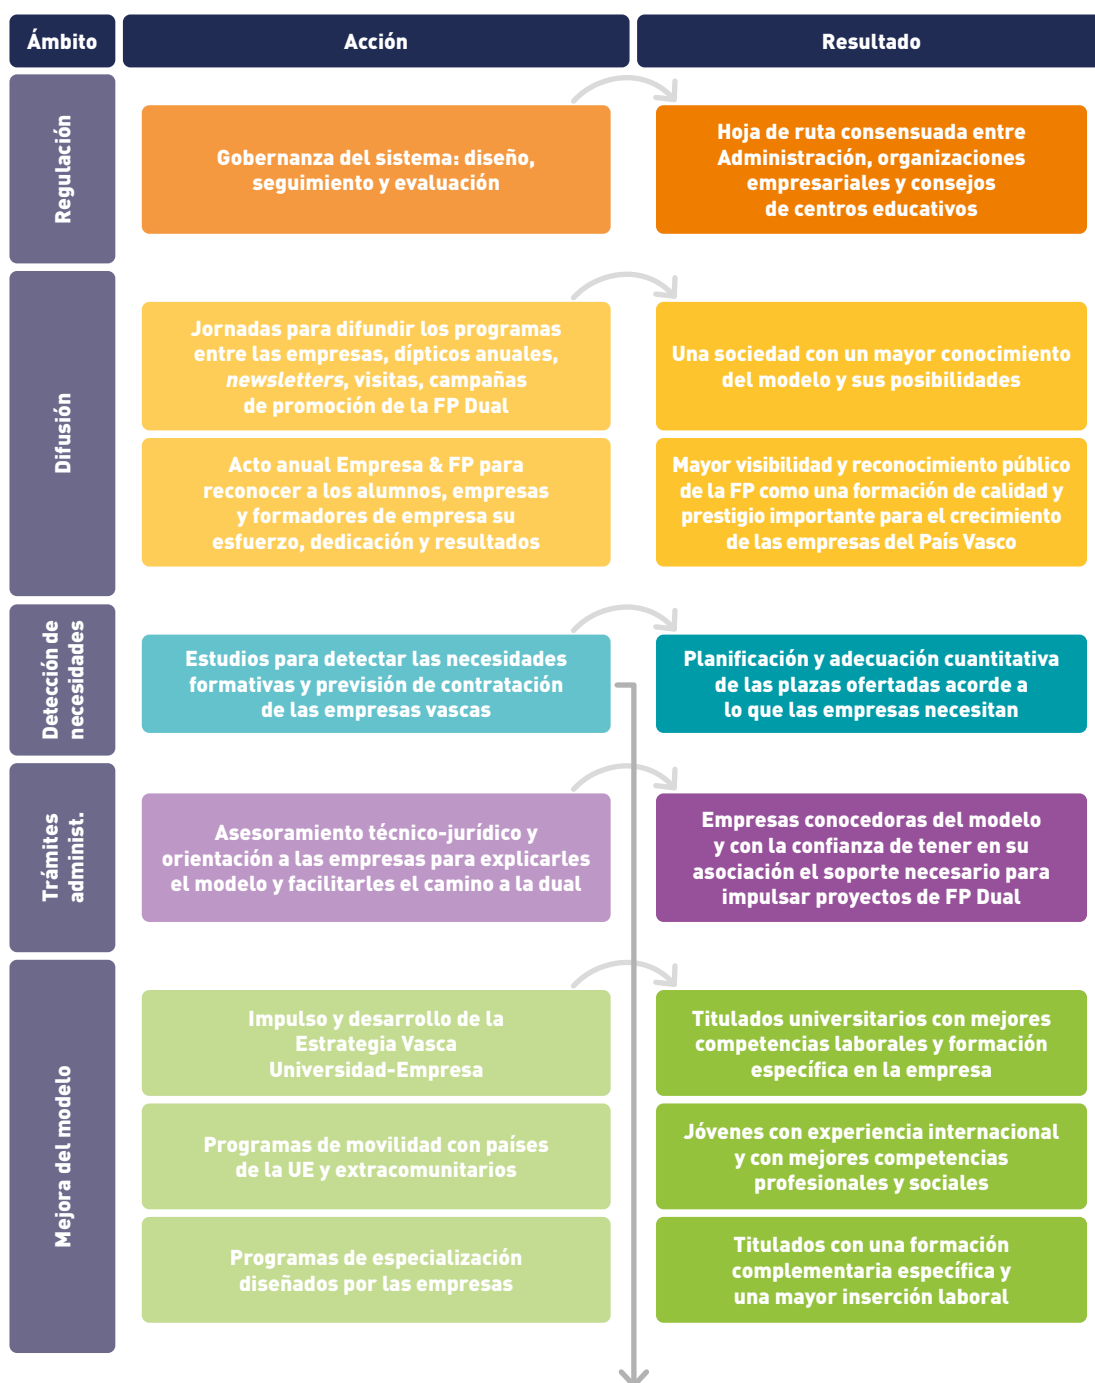 Ámbito
Acción
Resultado
Regulación
Gobernanza del sistema: diseño,
seguimiento y evaluación
Hoja de ruta consensuada entre
Administración, organizaciones
empresariales y consejos
de centros educativos
Difusión
Jornadas para difundir los programas
entre las empresas, dípticos anuales,
newsletters, visitas, campañas
de promoción de la FP Dual
Una sociedad con un mayor conocimiento
del modelo y sus posibilidades
Acto anual Empresa & FP para
reconocer a los alumnos, empresas
y formadores de empresa su
esfuerzo, dedicación y resultados
Mayor visibilidad y reconocimiento público
de la FP como una formación de calidad y
prestigio importante para el crecimiento
de las empresas del País Vasco
Detección de
necesidades
Estudios para detectar las necesidades
formativas y previsión de contratación
de las empresas vascas
Planificación y adecuación cuantitativa
de las plazas ofertadas acorde a
lo que las empresas necesitan
Trámites
administ.
Asesoramiento técnico-jurídico y
orientación a las empresas para explicarles
el modelo y facilitarles el camino a la dual
Empresas conocedoras del modelo
y con la confianza de tener en su
asociación el soporte necesario para
impulsar proyectos de FP Dual
Mejora del modelo
Impulso y desarrollo de la
Estrategia Vasca
Universidad-Empresa
Titulados universitarios con mejores
competencias laborales y formación
específica en la empresa
Programas de movilidad con países
de la UE y extracomunitarios
Jóvenes con experiencia internacional
y con mejores competencias
profesionales y sociales
Programas de especialización
diseñados por las empresas
Titulados con una formación
complementaria específica y
una mayor inserción laboral